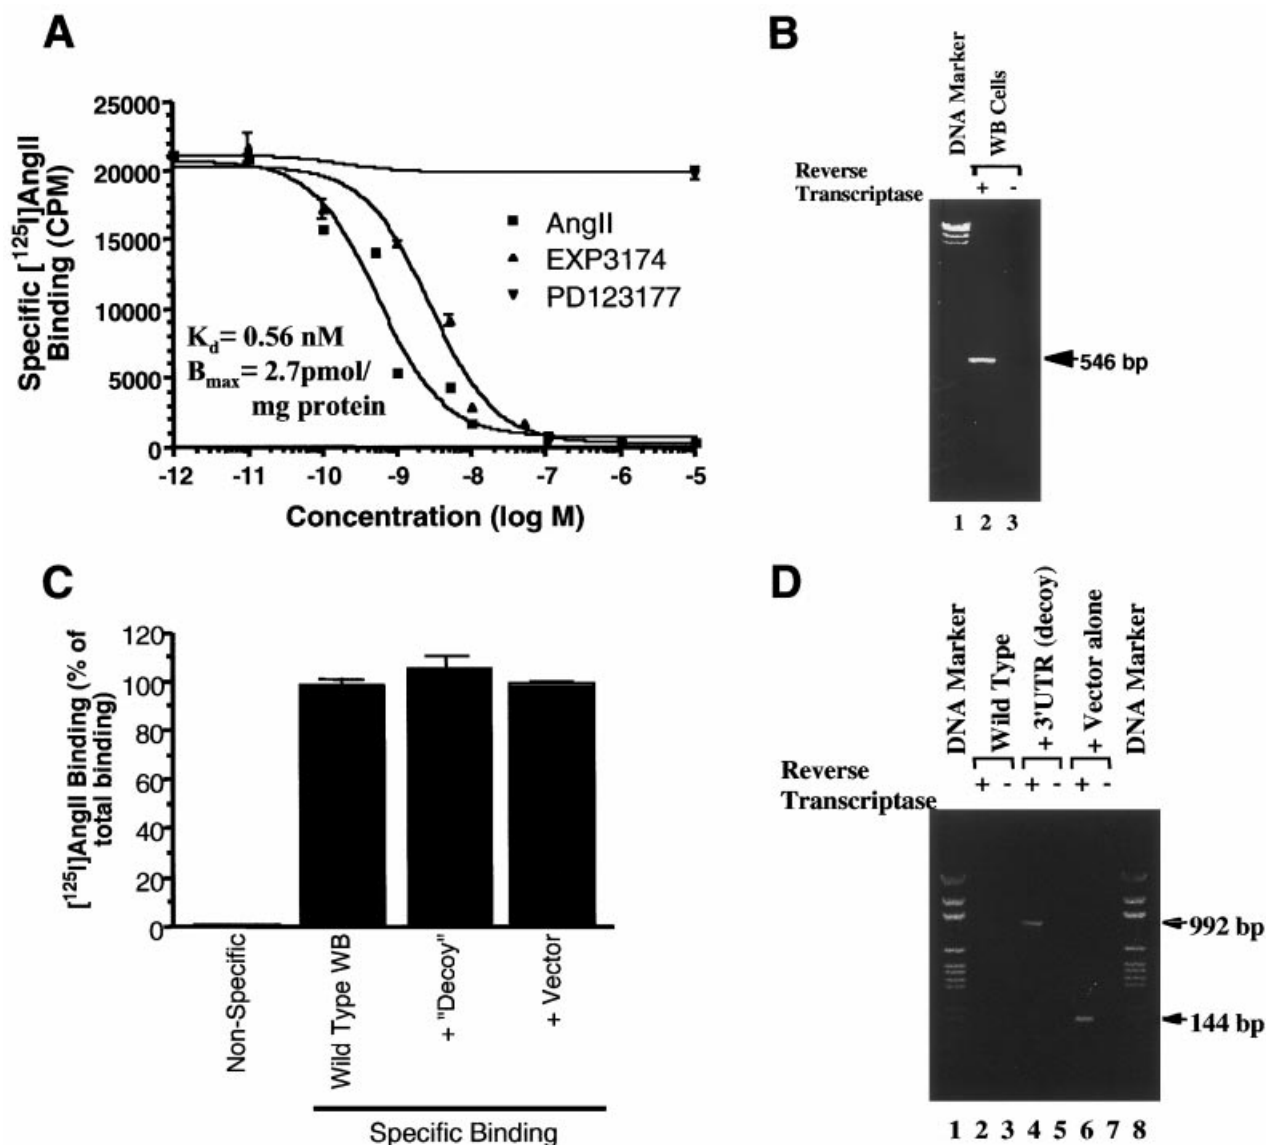 A
Specific [125I]AngII
Binding (CPM)
25000
20000
15000
10000
5000
0
AngII
EXP3174
PD123177
Kd= 0.56 nM
Bmax= 2.7pmol/
mg protein
-12 -11 -10 -9 -8 -7 -6 -5
Concentration (log M)
B
DNA Marker
WB Cells
Reverse
Transcriptase
+ -
546 bp
1 2 3
C
[125I]AngII Binding (% of
total binding)
120
100
80
60
40
20
0
Non-Specific
Wild Type WB
+ "Decoy"
+ Vector
Specific Binding
D
DNA Marker
Wild Type
+ 3'UTR (decoy)
+ Vector alone
DNA Marker
Reverse
Transcriptase
+ - + - + -
992 bp
144 bp
1 2 3 4 5 6 7 8